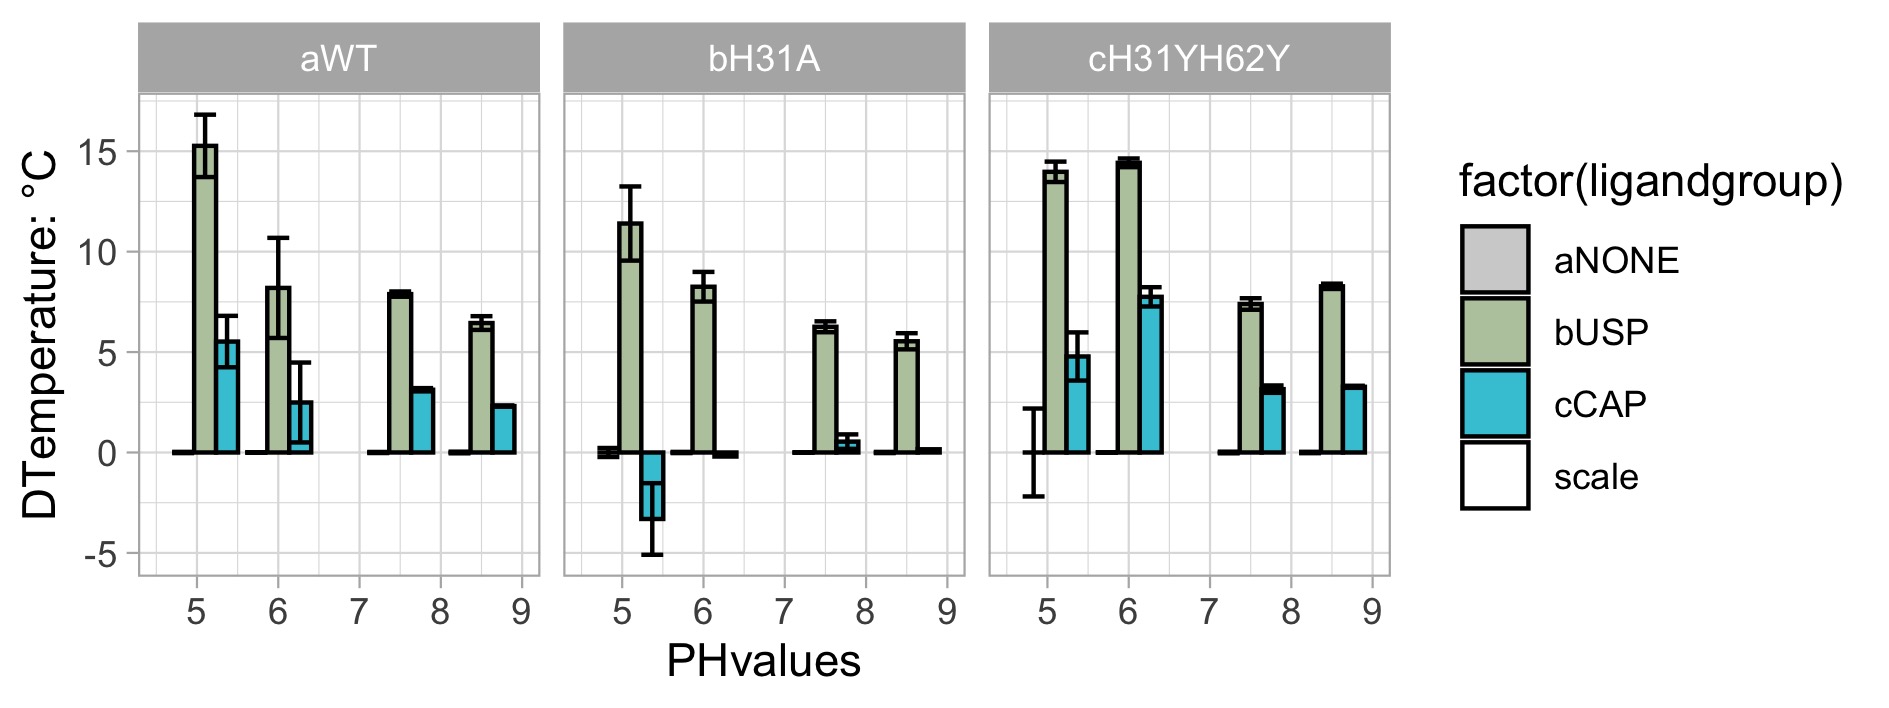 aWT bH31A cH31YH62Y
DTemperature: °C
15
10
5
0
-5
5 6 7 8 9 5 6 7 8 9 5 6 7 8 9
PHvalues
factor(ligandgroup)
aNONE
bUSP
cCAP
scale